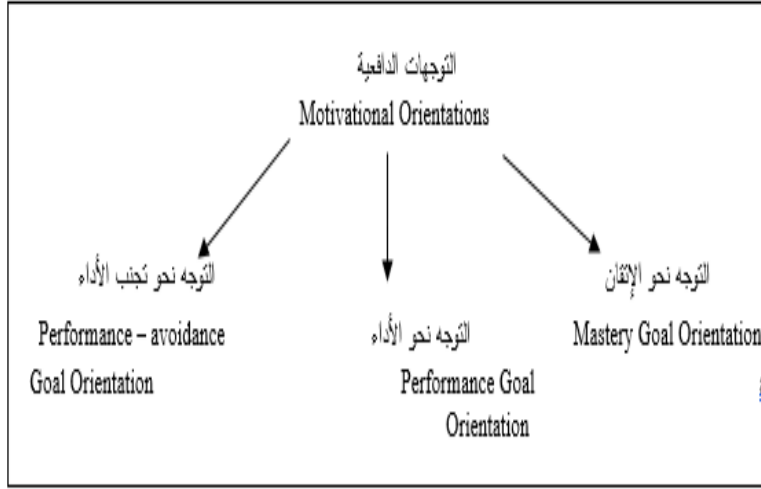 التوجهات الدافعية
Motivational Orientations
التوجه نحو الإتقان
Mastery Goal Orientation
التوجه نحو الأداء
Performance Goal
Orientation
التوجه نحو تجنب الأداء
Performance – avoidance
Goal Orientation